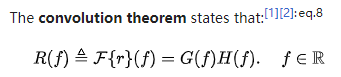 The convolution theorem states that:[1][2]: eq.8
R(f) ≜ ℱ{r}(f) = G(f)H(f).   f ∈ ℝ